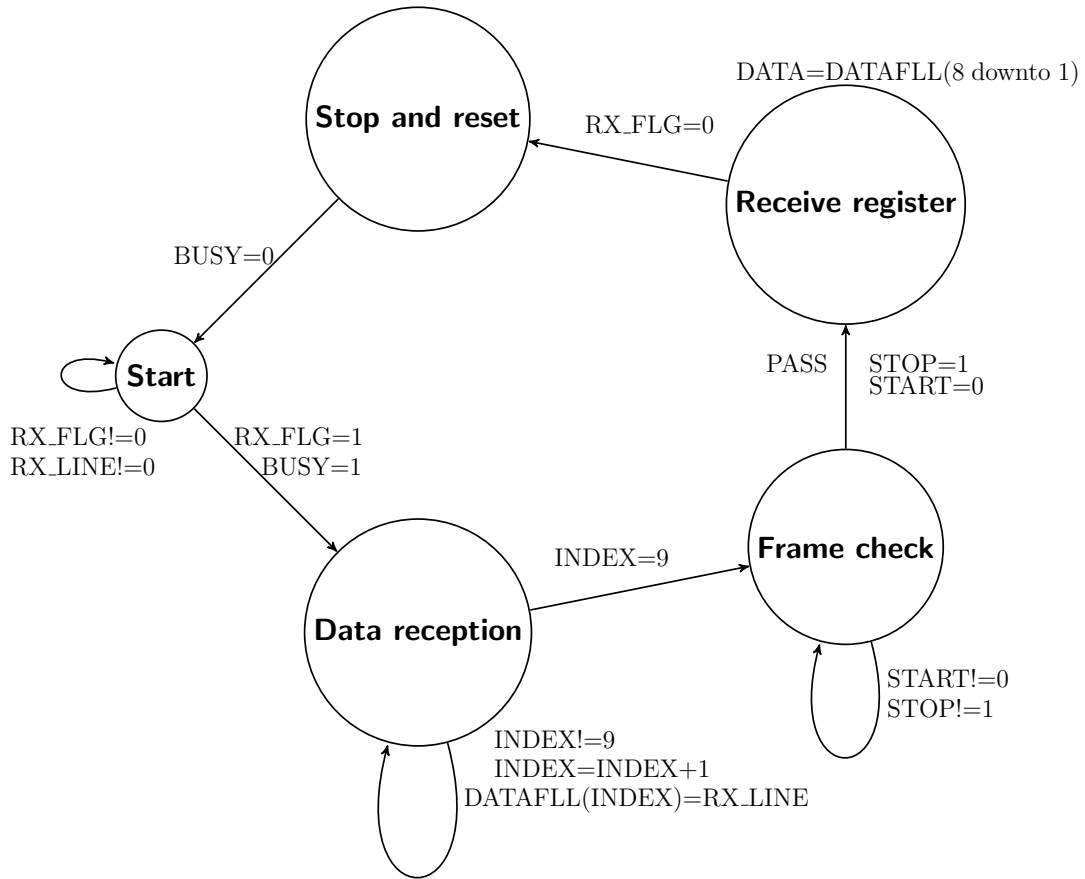 DATA=DATAFLL(8 downto 1)
Stop and reset
RX_FLG=0
Receive register
BUSY=0
Start
PASS
STOP=1
START=0
RX_FLG!=0
RX_LINE!=0
RX_FLG=1
BUSY=1
Frame check
INDEX=9
Data reception
START!=0
STOP!=1
INDEX!=9
INDEX=INDEX+1
DATAFLL(INDEX)=RX_LINE